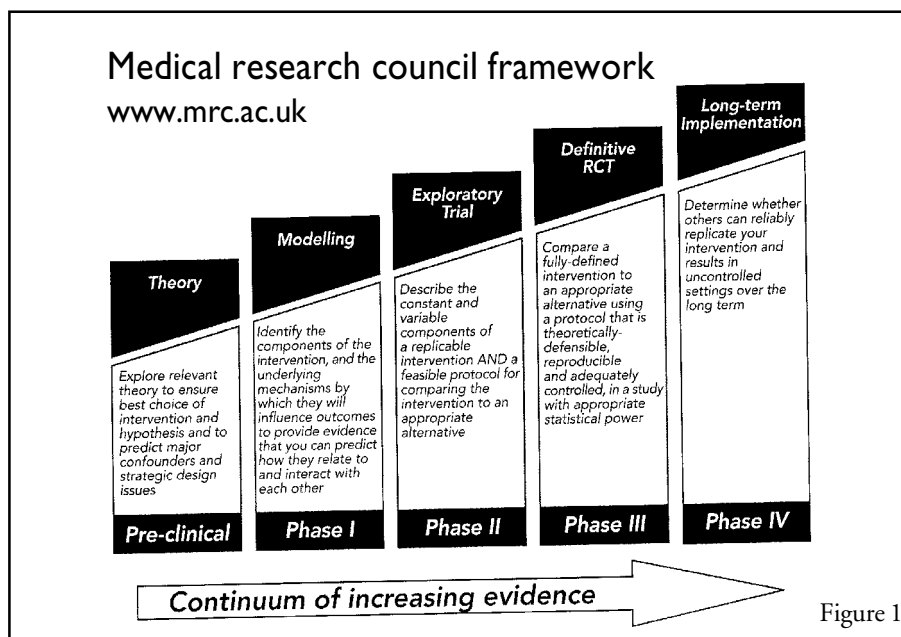 Medical research council framework
www.mrc.ac.uk
Theory
Explore relevant
theory to ensure
best choice of
intervention and
hypothesis and to
predict major
confounders and
strategic design
issues
Pre-clinical
Modelling
Identify the
components of the
intervention, and the
underlying
mechanisms by
which they will
influence outcomes
to provide evidence
that you can predict
how they relate to
and interact with
each other
Phase I
Exploratory
Trial
Describe the
constant and
variable
components of
a replicable
intervention AND a
feasible protocol for
comparing the
intervention to an
appropriate
alternative
Phase II
Definitive
RCT
Compare a
fully-defined
intervention to
an appropriate
alternative using
a protocol that is
theoretically-
defensible,
reproducible
and adequately
controlled, in a study
with appropriate
statistical power
Phase III
Long-term
Implementation
Determine whether
others can reliably
replicate your
intervention and
results in
uncontrolled
settings over the
long term
Phase IV
Continuum of increasing evidence
Figure 1